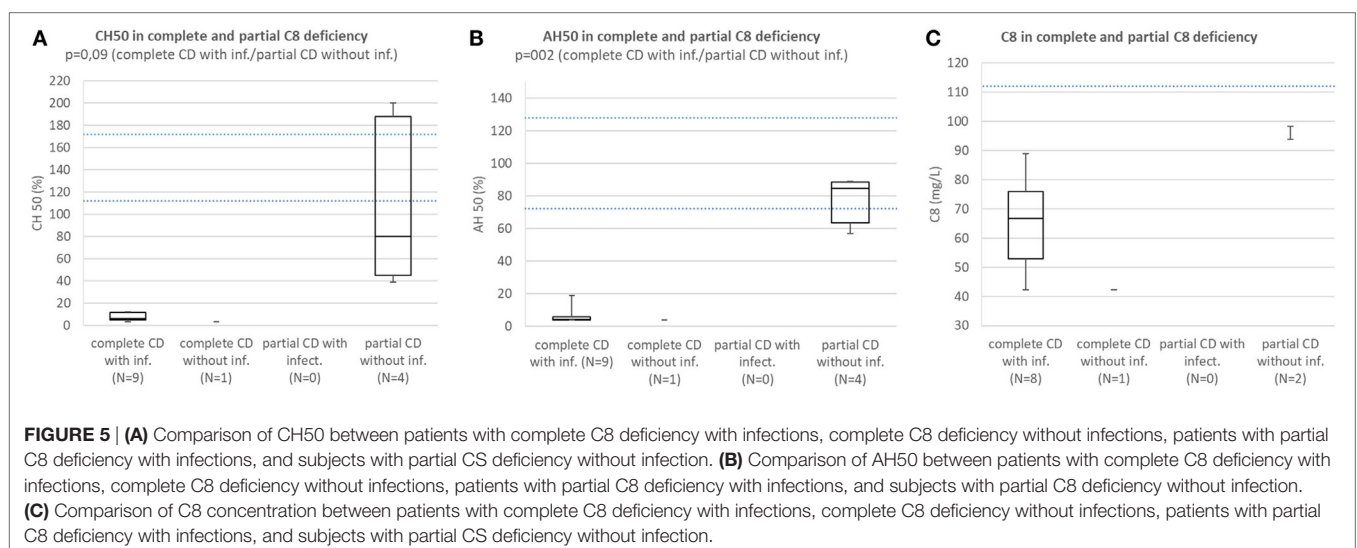 A
CH50 in complete and partial C8 deficiency
p=0,09 (complete CD with inf./partial CD without inf.)
220
200
180
160
140
120
100
80
60
40
20
0
CH 50 (%)
complete CD
with inf.
(N=9)
complete CD
without inf.
(N=1)
partial CD with
infect.
(N=0)
partial CD
without inf.
(N=4)
B
AH50 in complete and partial C8 deficiency
p=002 (complete CD with inf./partial CD without inf.)
140
120
100
80
60
40
20
0
AH 50 (%)
complete CD
with inf. (N=9)
complete CD
without inf.
(N=1)
partial CD with
infect.
(N=0)
partial CD
without inf.
(N=4)
C
C8 in complete and partial C8 deficiency
120
110
100
90
80
70
60
50
40
30
C8 (mg/L)
complete CD
with inf.
(N=8)
complete CD
without inf.
(N=1)
partial CD with
infect.
(N=0)
partial CD
without inf.
(N=2)
FIGURE 5 | (A) Comparison of CH50 between patients with complete C8 deficiency with infections, complete C8 deficiency without infections, patients with partial
C8 deficiency with infections, and subjects with partial CS deficiency without infection. (B) Comparison of AH50 between patients with complete C8 deficiency with
infections, complete C8 deficiency without infections, patients with partial C8 deficiency with infections, and subjects with partial C8 deficiency without infection.
(C) Comparison of C8 concentration between patients with complete C8 deficiency with infections, complete C8 deficiency without infections, patients with partial
C8 deficiency with infections, and subjects with partial CS deficiency without infection.